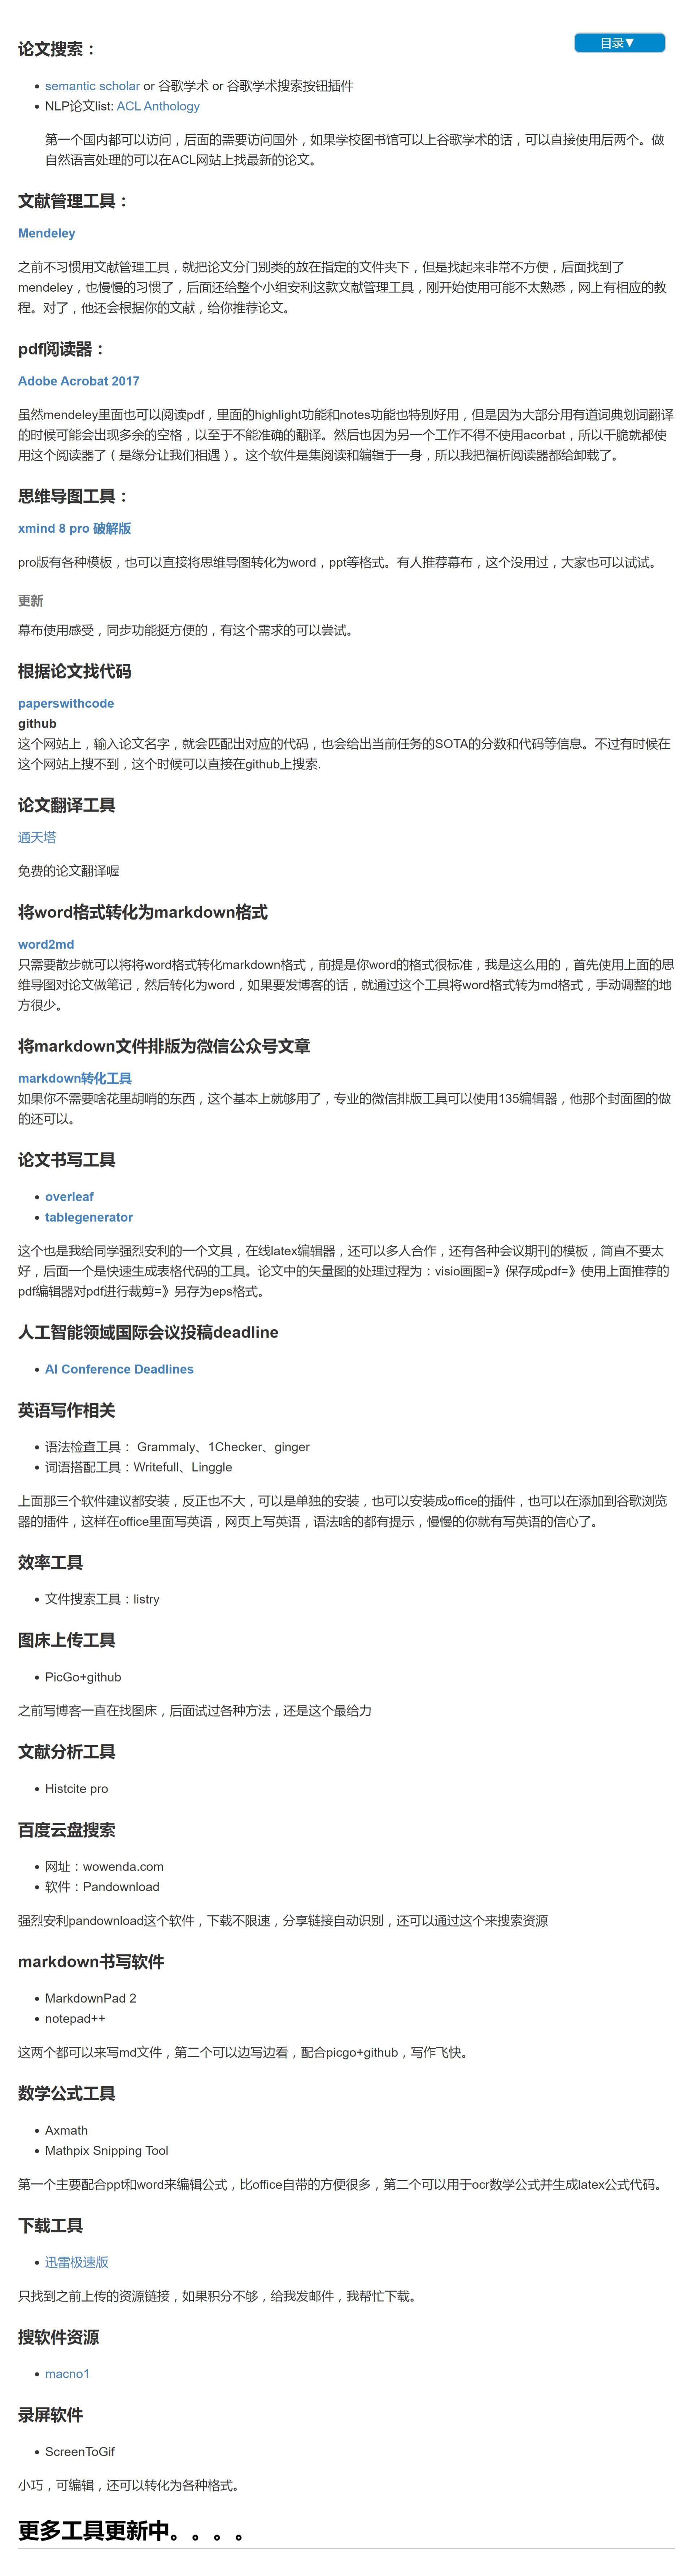 目录▼
论文搜索：
semantic scholar or 谷歌学术 or 谷歌学术搜索按钮插件
NLP论文list: ACL Anthology
第一个国内都可以访问，后面的需要访问国外，如果学校图书馆可以上谷歌学术的话，可以直接使用后两个。做
自然语言处理的可以在ACL网站上找最新的论文。
文献管理工具：
Mendeley
之前不习惯用文献管理工具，就把论文分门别类的放在指定的文件夹下，但是找起来非常不方便，后面找到了
mendeley，也慢慢的习惯了，后面还给整个小组安利这款文献管理工具，刚开始使用可能不太熟悉，网上有相应的教
程。对了，他还会根据你的文献，给你推荐论文。
pdf阅读器：
Adobe Acrobat 2017
虽然mendeley里面也可以阅读pdf，里面的highlight功能和notes功能也特别好用，但是因为大部分用有道词典划词翻译
的时候可能会出现多余的空格，以至于不能准确的翻译。然后也因为另一个工作不得不使用acorbat，所以干脆就都使
用这个阅读器了（是缘分让我们相遇）。这个软件是集阅读和编辑于一身，所以我把福析阅读器都给卸载了。
思维导图工具：
xmind 8 pro 破解版
pro版有各种模板，也可以直接将思维导图转化为word，ppt等格式。有人推荐幕布，这个没用过，大家也可以试试。
更新
幕布使用感受，同步功能挺方便的，有这个需求的可以尝试。
根据论文找代码
paperswithcode
github
这个网站上，输入论文名字，就会匹配出对应的代码，也会给出当前任务的SOTA的分数和代码等信息。不过有时候在
这个网站上搜不到，这个时候可以直接在github上搜索.
论文翻译工具
通天塔
免费的论文翻译喔
将word格式转化为markdown格式
word2md
只需要散步就可以将将word格式转化markdown格式，前提是你word的格式很标准，我是这么用的，首先使用上面的思
维导图对论文做笔记，然后转化为word，如果要发博客的话，就通过这个工具将word格式转为md格式，手动调整的地
方很少。
将markdown文件排版为微信公众号文章
markdown转化工具
如果你不需要啥花里胡哨的东西，这个基本上就够用了，专业的微信排版工具可以使用135编辑器，他那个封面图的做
的还可以。
论文书写工具
overleaf
tablegenerator
这个也是我给同学强烈安利的一个文具，在线latex编辑器，还可以多人合作，还有各种会议期刊的模板，简直不要太
好，后面一个是快速生成表格代码的工具。论文中的矢量图的处理过程为：visio画图=》保存成pdf=》使用上面推荐的
pdf编辑器对pdf进行裁剪=》另存为eps格式。
人工智能领域国际会议投稿deadline
AI Conference Deadlines
英语写作相关
语法检查工具： Grammaly、1Checker、ginger
词语搭配工具：Writefull、Linggle
上面那三个软件建议都安装，反正也不大，可以是单独的安装，也可以安装成office的插件，也可以在添加到谷歌浏览
器的插件，这样在office里面写英语，网页上写英语，语法啥的都有提示，慢慢的你就有写英语的信心了。
效率工具
文件搜索工具：listry
图床上传工具
PicGo+github
之前写博客一直在找图床，后面试过各种方法，还是这个最给力
文献分析工具
Histcite pro
百度云盘搜索
网址：wowenda.com
软件：Pandownload
强烈安利pandownload这个软件，下载不限速，分享链接自动识别，还可以通过这个来搜索资源
markdown书写软件
MarkdownPad 2
notepad++
这两个都可以来写md文件，第二个可以边写边看，配合picgo+github，写作飞快。
数学公式工具
Axmath
Mathpix Snipping Tool
第一个主要配合ppt和word来编辑公式，比office自带的方便很多，第二个可以用于ocr数学公式并生成latex公式代码。
下载工具
迅雷极速版
只找到之前上传的资源链接，如果积分不够，给我发邮件，我帮忙下载。
搜软件资源
macno1
录屏软件
ScreenToGif
小巧，可编辑，还可以转化为各种格式。
更多工具更新中。。。。